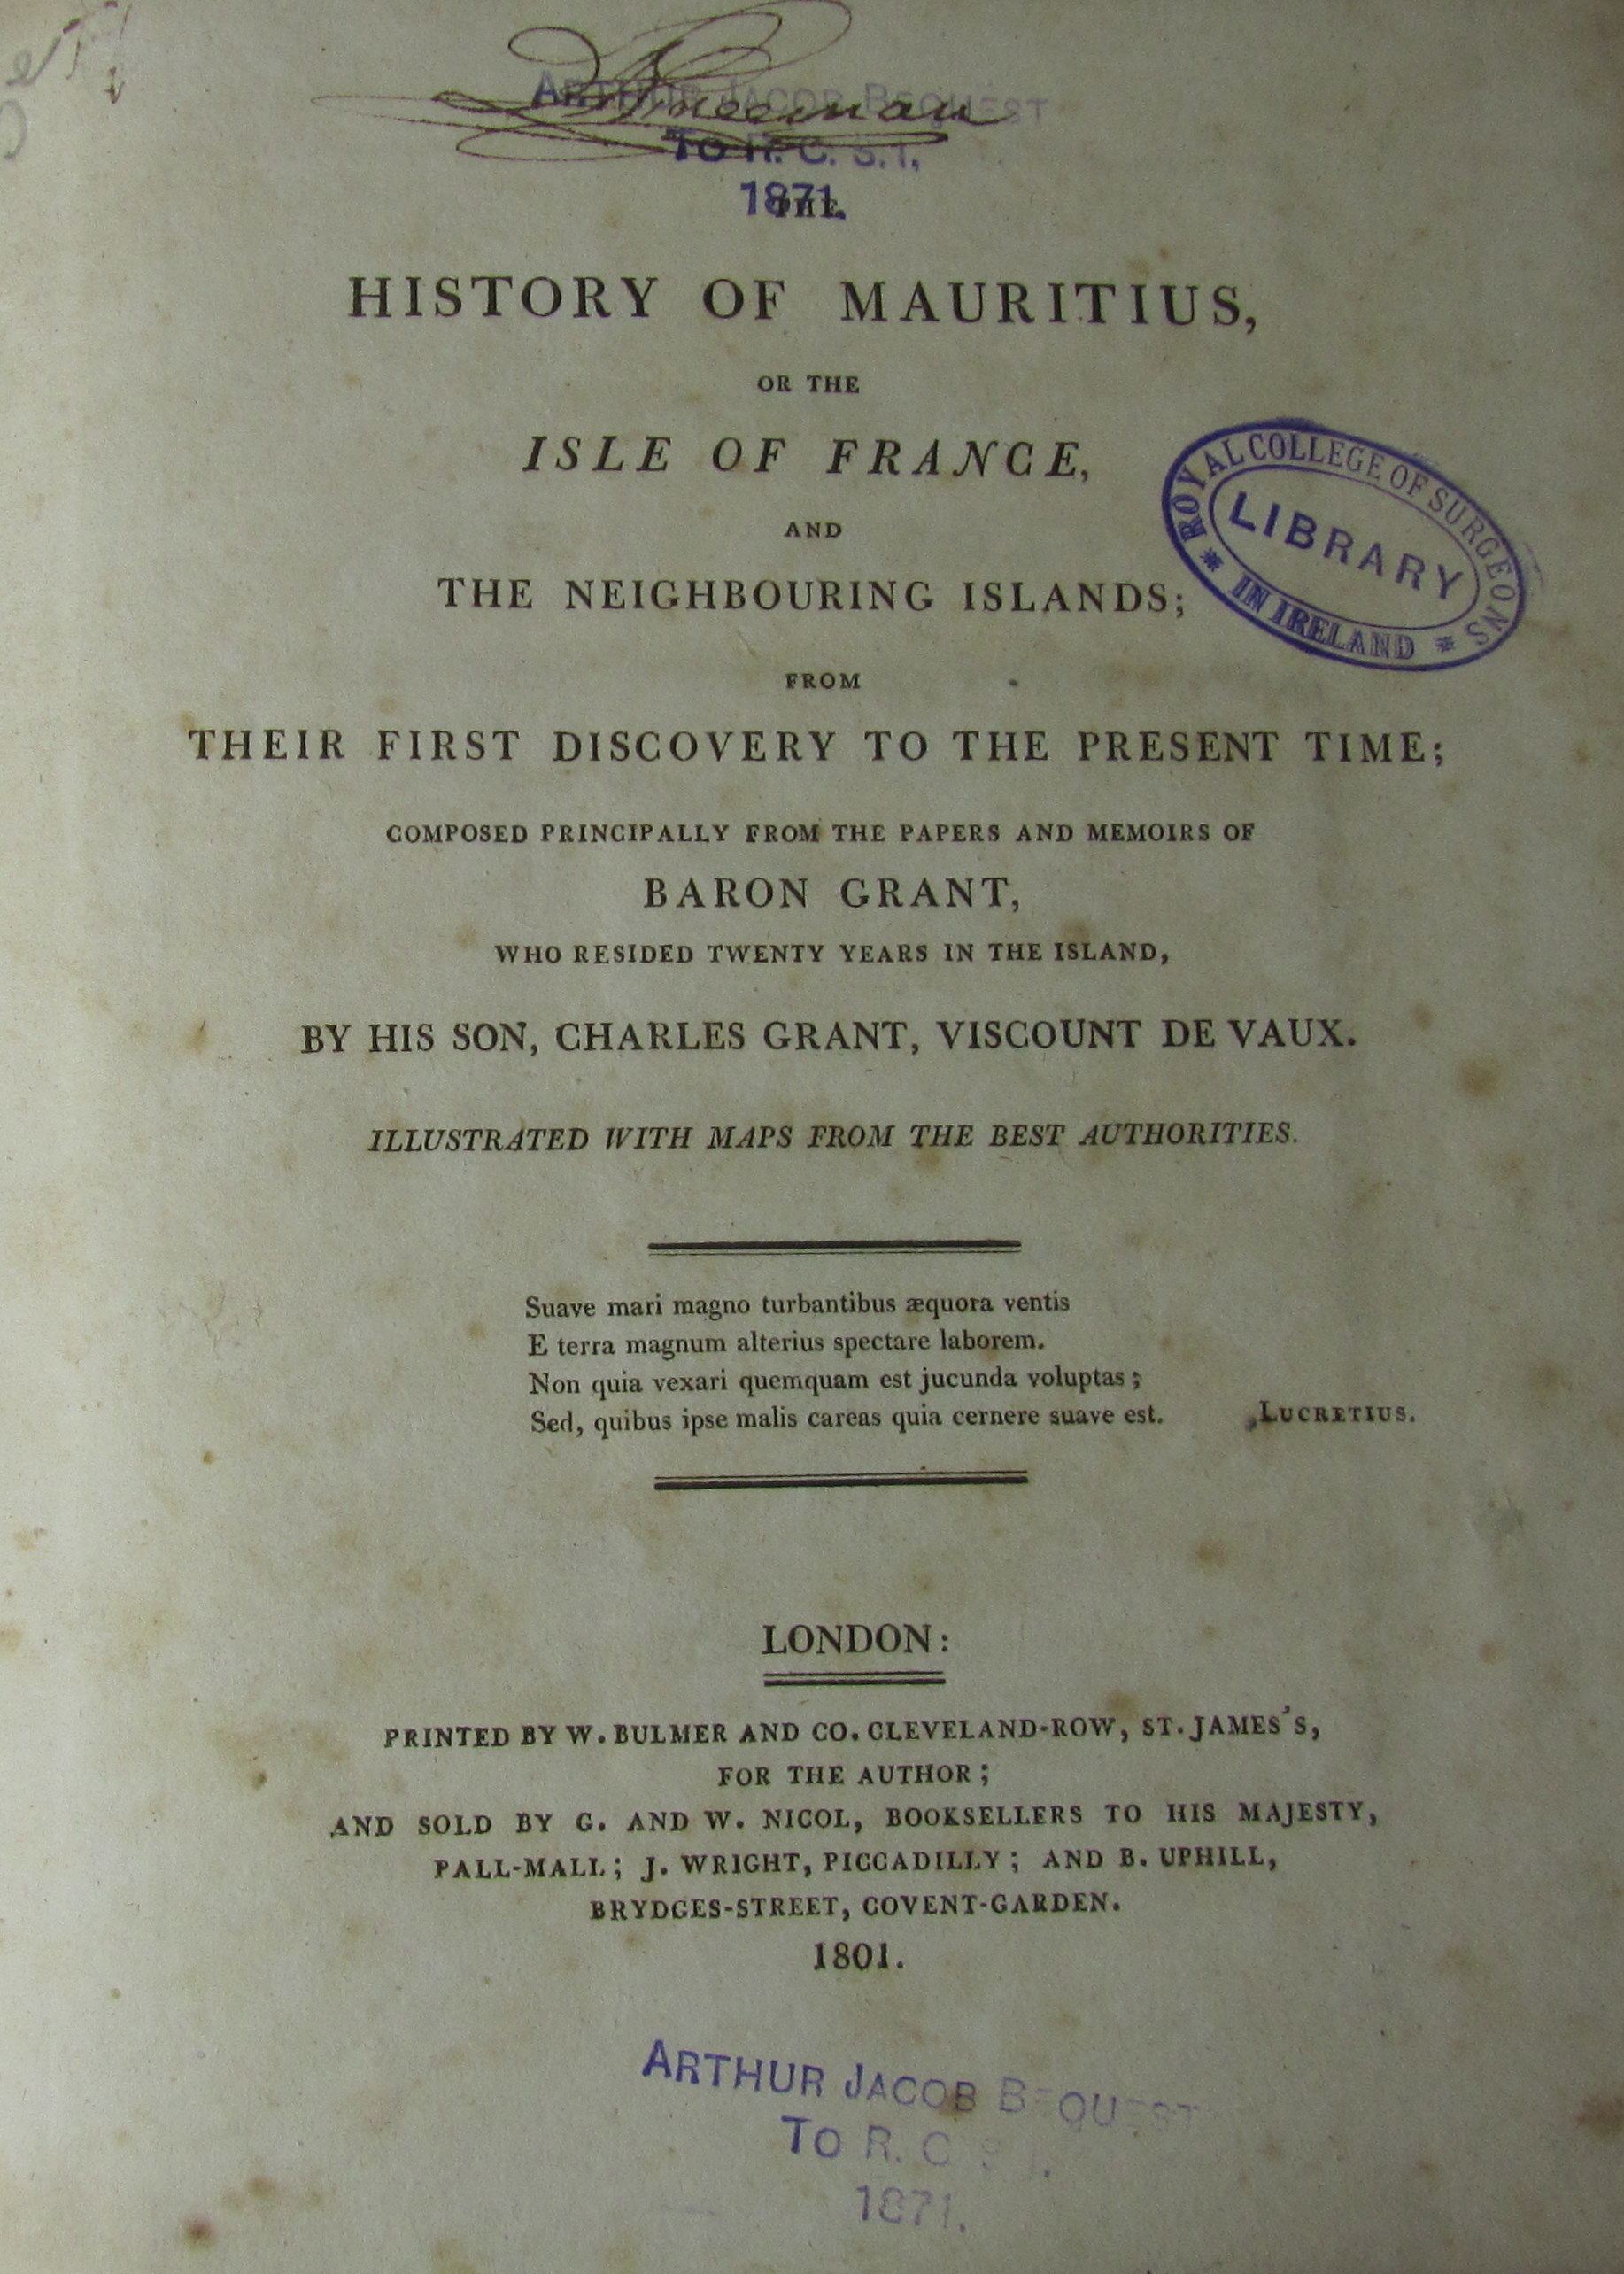 Freeman
ARTHUR JACOB BEQUEST
TO R. C. S. I.
1871.
THE
HISTORY OF MAURITIUS,
OR THE
ISLE OF FRANCE,
AND
THE NEIGHBOURING ISLANDS;
ROYAL COLLEGE OF SURGEONS
LIBRARY
* IN IRELAND *
FROM
THEIR FIRST DISCOVERY TO THE PRESENT TIME;
COMPOSED PRINCIPALLY FROM THE PAPERS AND MEMOIRS OF
BARON GRANT,
WHO RESIDED TWENTY YEARS IN THE ISLAND,
BY HIS SON, CHARLES GRANT, VISCOUNT DE VAUX.
ILLUSTRATED WITH MAPS FROM THE BEST AUTHORITIES.
Suave mari magno turbantibus æquora ventis
E terra magnum alterius spectare laborem.
Non quia vexari quemquam est jucunda voluptas;
Sed, quibus ipse malis careas quia cernere suave est. LUCRETIUS.
LONDON:
PRINTED BY W. BULMER AND CO. CLEVELAND-ROW, ST. JAMES'S,
FOR THE AUTHOR;
AND SOLD BY G. AND W. NICOL, BOOKSELLERS TO HIS MAJESTY,
PALL-MALL; J. WRIGHT, PICCADILLY; AND B. UPHILL,
BRYDGES-STREET, COVENT-GARDEN.
1801.
ARTHUR JACOB BEQUEST
TO R. C. S. I.
1871.